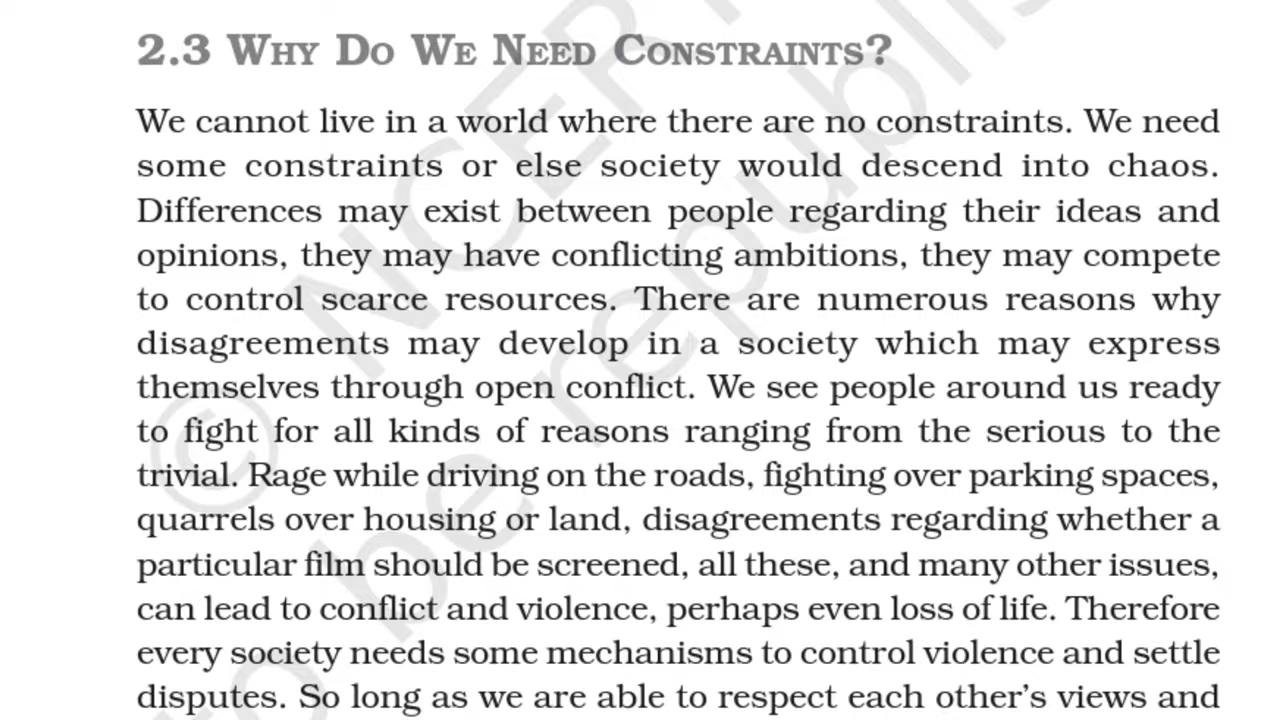 2.3 WHY DO WE NEED CONSTRAINTS?
We cannot live in a world where there are no constraints. We need
some constraints or else society would descend into chaos.
Differences may exist between people regarding their ideas and
opinions, they may have conflicting ambitions, they may compete
to control scarce resources. There are numerous reasons why
disagreements may develop in a society which may express
themselves through open conflict. We see people around us ready
to fight for all kinds of reasons ranging from the serious to the
trivial. Rage while driving on the roads, fighting over parking spaces,
quarrels over housing or land, disagreements regarding whether a
particular film should be screened, all these, and many other issues,
can lead to conflict and violence, perhaps even loss of life. Therefore
every society needs some mechanisms to control violence and settle
disputes. So long as we are able to respect each other’s views and
© NCERT
to be republis